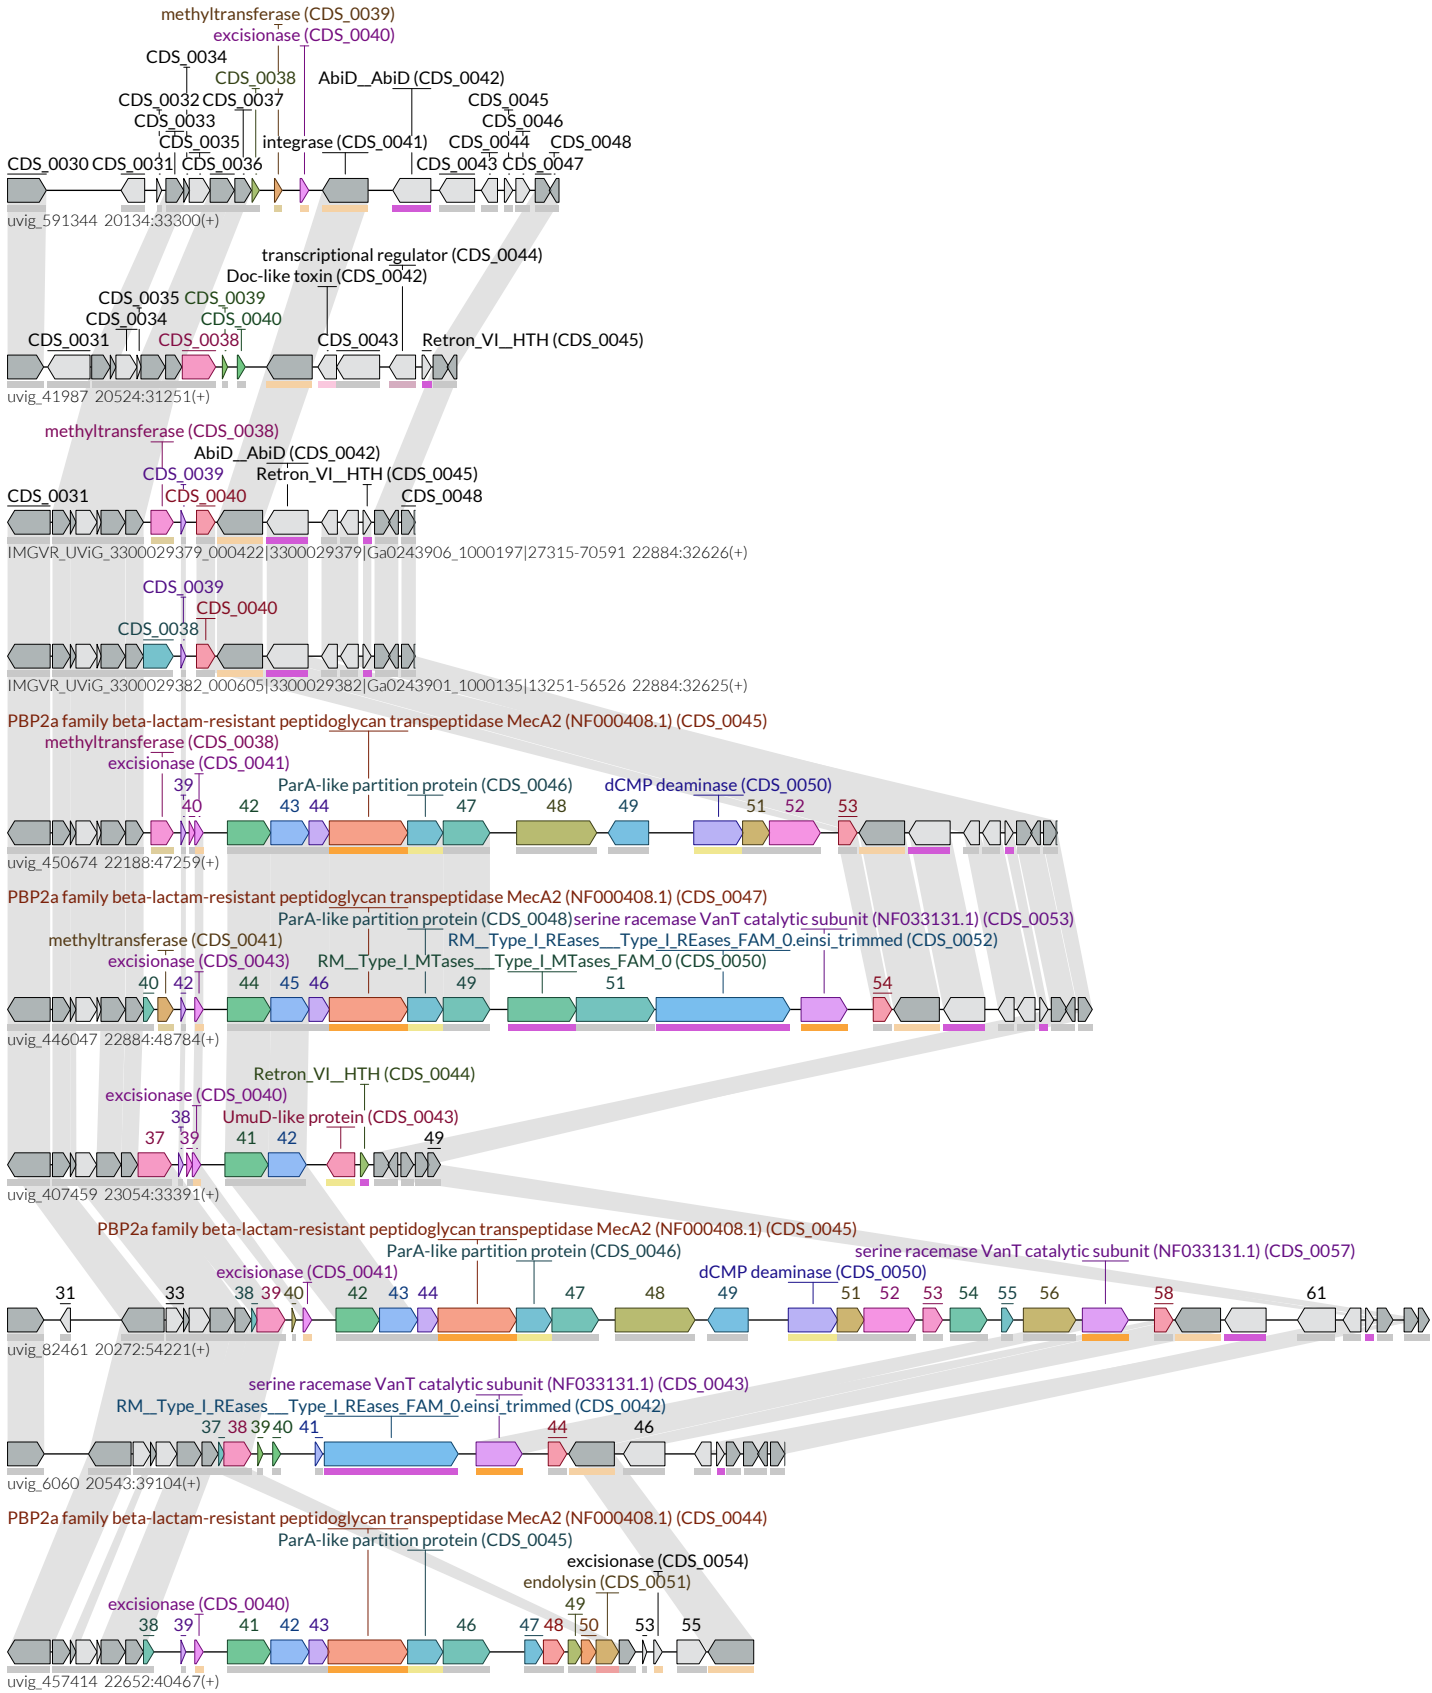 methyltransferase (CDS_0039)
excisionase (CDS_0040)
CDS_0034
CDS_0038 AbiD__AbiD (CDS_0042)
CDS_0032 CDS_0037 CDS_0045
CDS_0033 CDS_0046
CDS_0035 integrase (CDS_0041) CDS_0044 CDS_0048
CDS_0030 CDS_0031 CDS_0036 CDS_0043 CDS_0047
uvig_591344 20134:33300(+)
transcriptional regulator (CDS_0044)
Doc-like toxin (CDS_0042)
CDS_0035 CDS_0039
CDS_0034 CDS_0040
CDS_0031 CDS_0038 CDS_0043 Retron_VI__HTH (CDS_0045)
uvig_41987 20524:31251(+)
methyltransferase (CDS_0038)
AbiD__AbiD (CDS_0042)
CDS_0039 Retron_VI__HTH (CDS_0045)
CDS_0031 CDS_0040 CDS_0048
IMGVR_UViG_3300029379_000422|3300029379|Ga0243906_1000197|27315-70591 22884:32626(+)
CDS_0039
CDS_0040
CDS_0038
IMGVR_UViG_3300029382_000605|3300029382|Ga0243901_1000135|13251-56526 22884:32625(+)
PBP2a family beta-lactam-resistant peptidoglycan transpeptidase MecA2 (NF000408.1) (CDS_0045)
methyltransferase (CDS_0038)
excisionase (CDS_0041)
39 ParA-like partition protein (CDS_0046) dCMP deaminase (CDS_0050)
40 42 43 44 47 48 49 51 52 53
uvig_450674 22188:47259(+)
PBP2a family beta-lactam-resistant peptidoglycan transpeptidase MecA2 (NF000408.1) (CDS_0047)
ParA-like partition protein (CDS_0048) serine racemase VanT catalytic subunit (NF033131.1) (CDS_0053)
methyltransferase (CDS_0041) RM__Type_I_REases___Type_I_REases_FAM_0.einsi_trimmed (CDS_0052)
excisionase (CDS_0043) RM__Type_I_MTases___Type_I_MTases_FAM_0 (CDS_0050)
40 42 44 45 46 49 51 54
uvig_446047 22884:48784(+)
Retron_VI__HTH (CDS_0044)
excisionase (CDS_0040)
38 UmuD-like protein (CDS_0043)
37 39 41 42 49
uvig_407459 23054:33391(+)
PBP2a family beta-lactam-resistant peptidoglycan transpeptidase MecA2 (NF000408.1) (CDS_0045)
ParA-like partition protein (CDS_0046) serine racemase VanT catalytic subunit (NF033131.1) (CDS_0057)
excisionase (CDS_0041) dCMP deaminase (CDS_0050)
31 33 38 39 40 42 43 44 47 48 49 51 52 53 54 55 56 58 61
uvig_82461 20272:54221(+)
serine racemase VanT catalytic subunit (NF033131.1) (CDS_0043)
RM__Type_I_REases___Type_I_REases_FAM_0.einsi_trimmed (CDS_0042)
37 38 39 40 41 44 46
uvig_6060 20543:39104(+)
PBP2a family beta-lactam-resistant peptidoglycan transpeptidase MecA2 (NF000408.1) (CDS_0044)
ParA-like partition protein (CDS_0045)
excisionase (CDS_0054)
endolysin (CDS_0051)
excisionase (CDS_0040) 49
38 39 41 42 43 46 47 48 50 53 55
uvig_457414 22652:40467(+)